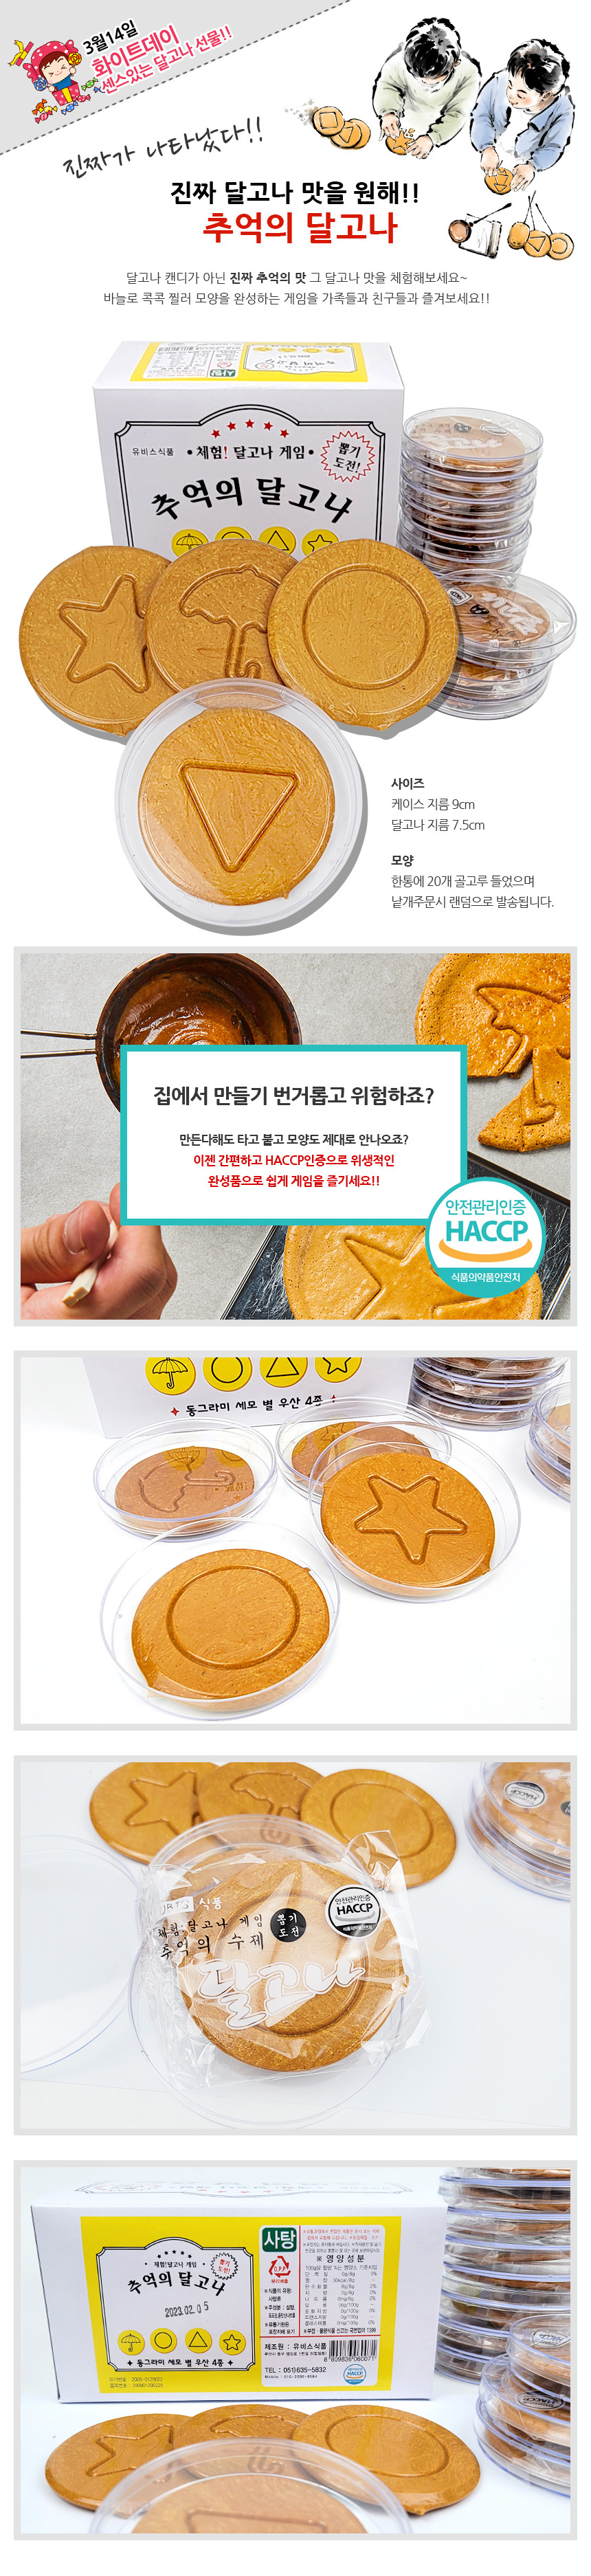 3월14일
화이트데이
센스있는 달고나 선물!!
진짜가 나타났다!!
진짜 달고나 맛을 원해!!
추억의 달고나
달고나 캔디가 아닌 진짜 추억의 맛 그 달고나 맛을 체험해보세요~
바늘로 콕콕 찔러 모양을 완성하는 게임을 가족들과 친구들과 즐겨보세요!!
유비스식품
• 체험! 달고나 게임 •
뽑기
도전!
추억의 달고나
사이즈
케이스 지름 9cm
달고나 지름 7.5cm
모양
한통에 20개 골고루 들었으며
낱개주문시 랜덤으로 발송됩니다.
집에서 만들기 번거롭고 위험하죠?
만든다해도 타고 붙고 모양도 제대로 안나오죠?
이젠 간편하고 HACCP인증으로 위생적인
완성품으로 쉽게 게임을 즐기세요!!
안전관리인증
HACCP
식품의약품안전처
동그라미 세모 별 우산 4종
식품
체험! 달고나 게임
추억의 수제
뽑기
도전
달고나
안전관리인증
HACCP
체험! 달고나 게임
추억의 달고나
뽑기
도전!
2023.02.05
동그라미 세모 별 우산 4종
사탕
※ 영양성분
제조원 : 유비스식품
TEL : 051)635-5832
HACCP